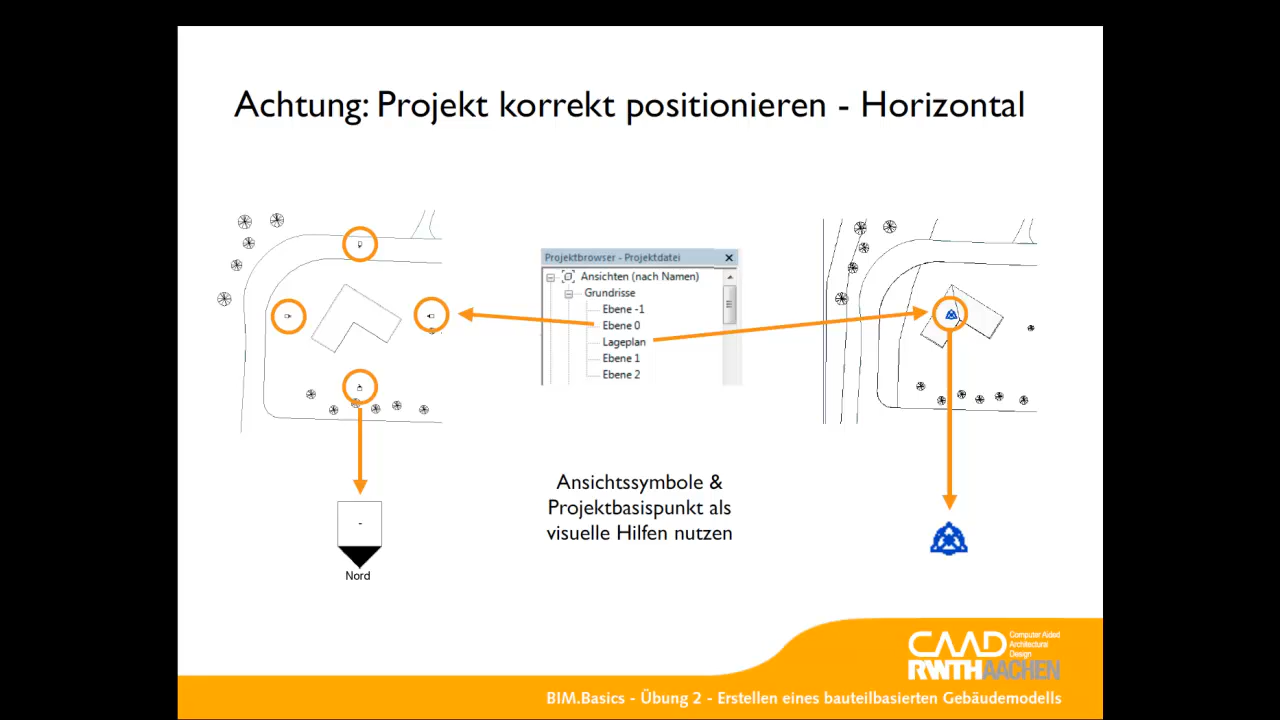 Achtung: Projekt korrekt positionieren - Horizontal
Projektbrowser - Projektdatei
Ansichten (nach Namen)
Grundrisse
Ebene -1
Ebene 0
Lageplan
Ebene 1
Ebene 2
Ansichtssymbole &
Projektbasispunkt als
visuelle Hilfen nutzen
Nord
CAAD
Computer Aided
Architectural
Design
RWTHAACHEN
BIM.Basics - Übung 2 - Erstellen eines bauteilbasierten Gebäudemodells